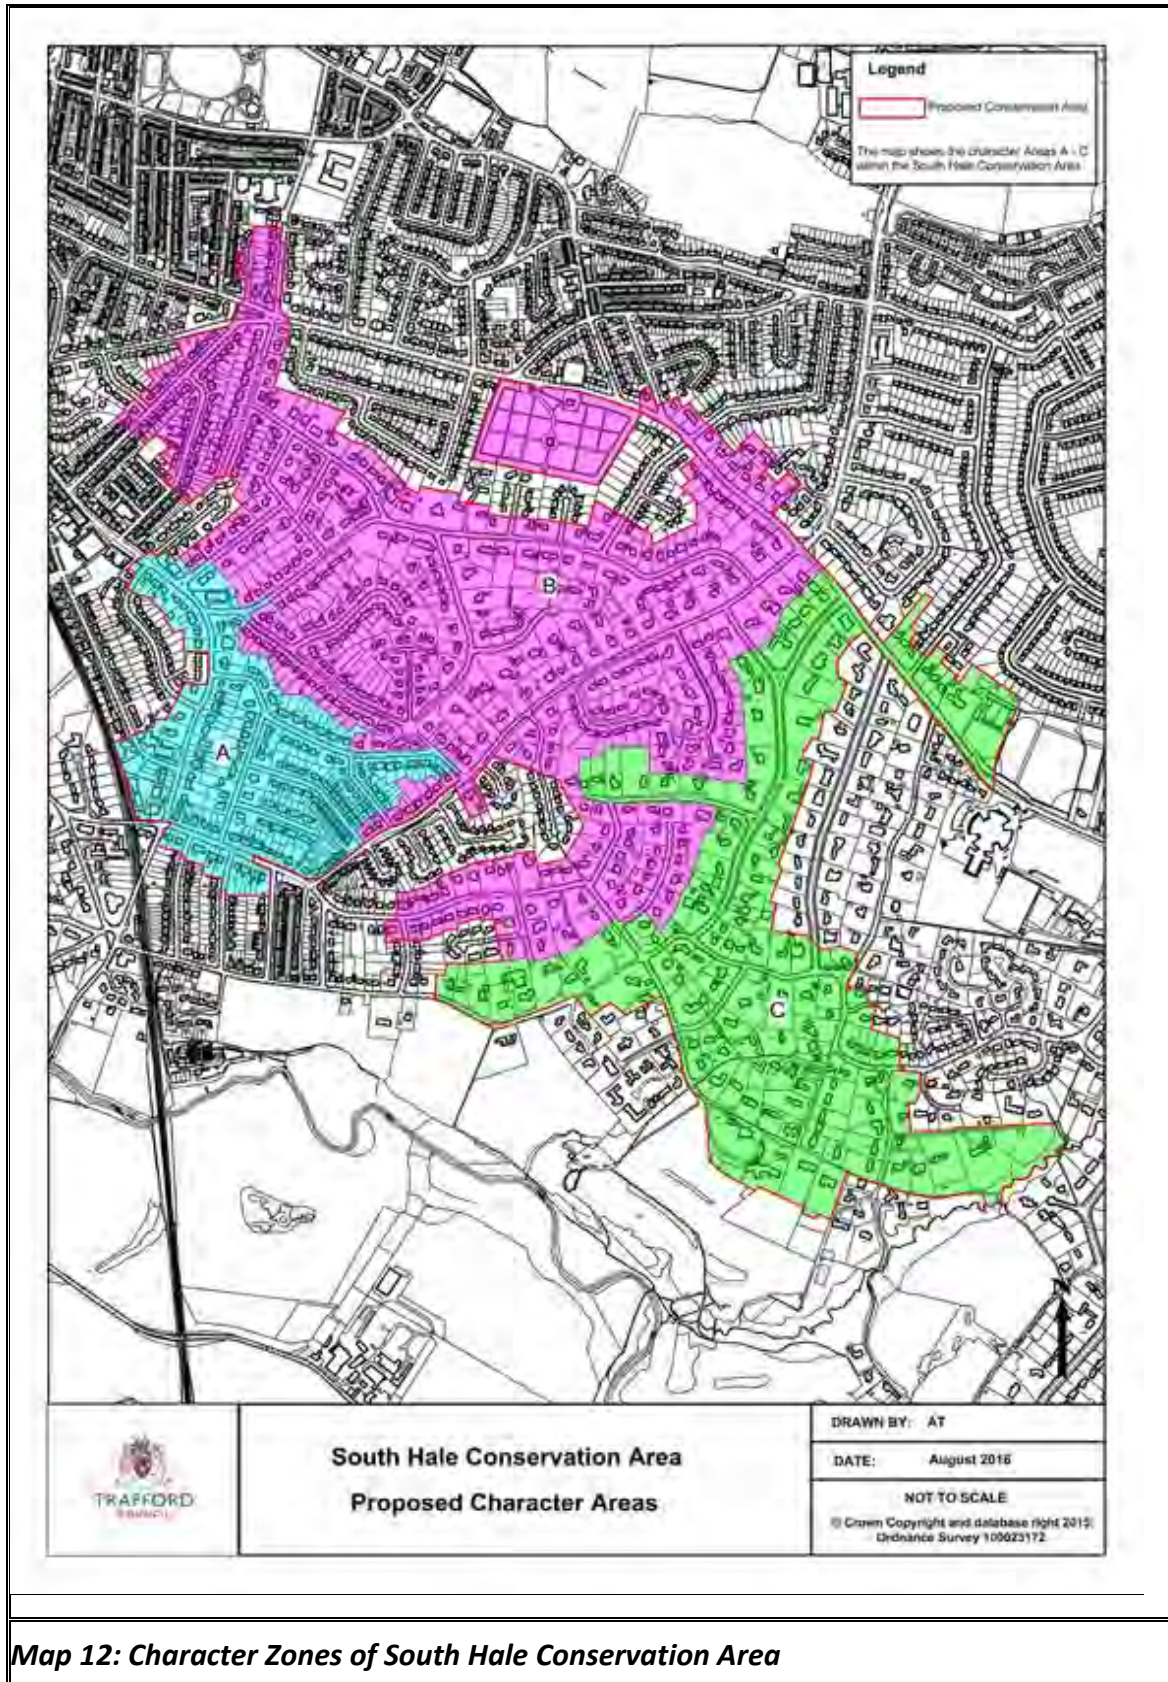 Legend
Proposed Conservation Area
The map shows the character Areas A - C
within the South Hale Conservation Area
B
A
C
N
TRAFFORD
COUNCIL
South Hale Conservation Area
Proposed Character Areas
DRAWN BY: AT
DATE: August 2016
NOT TO SCALE
© Crown Copyright and database right 2015.
Ordnance Survey 100023172
Map 12: Character Zones of South Hale Conservation Area